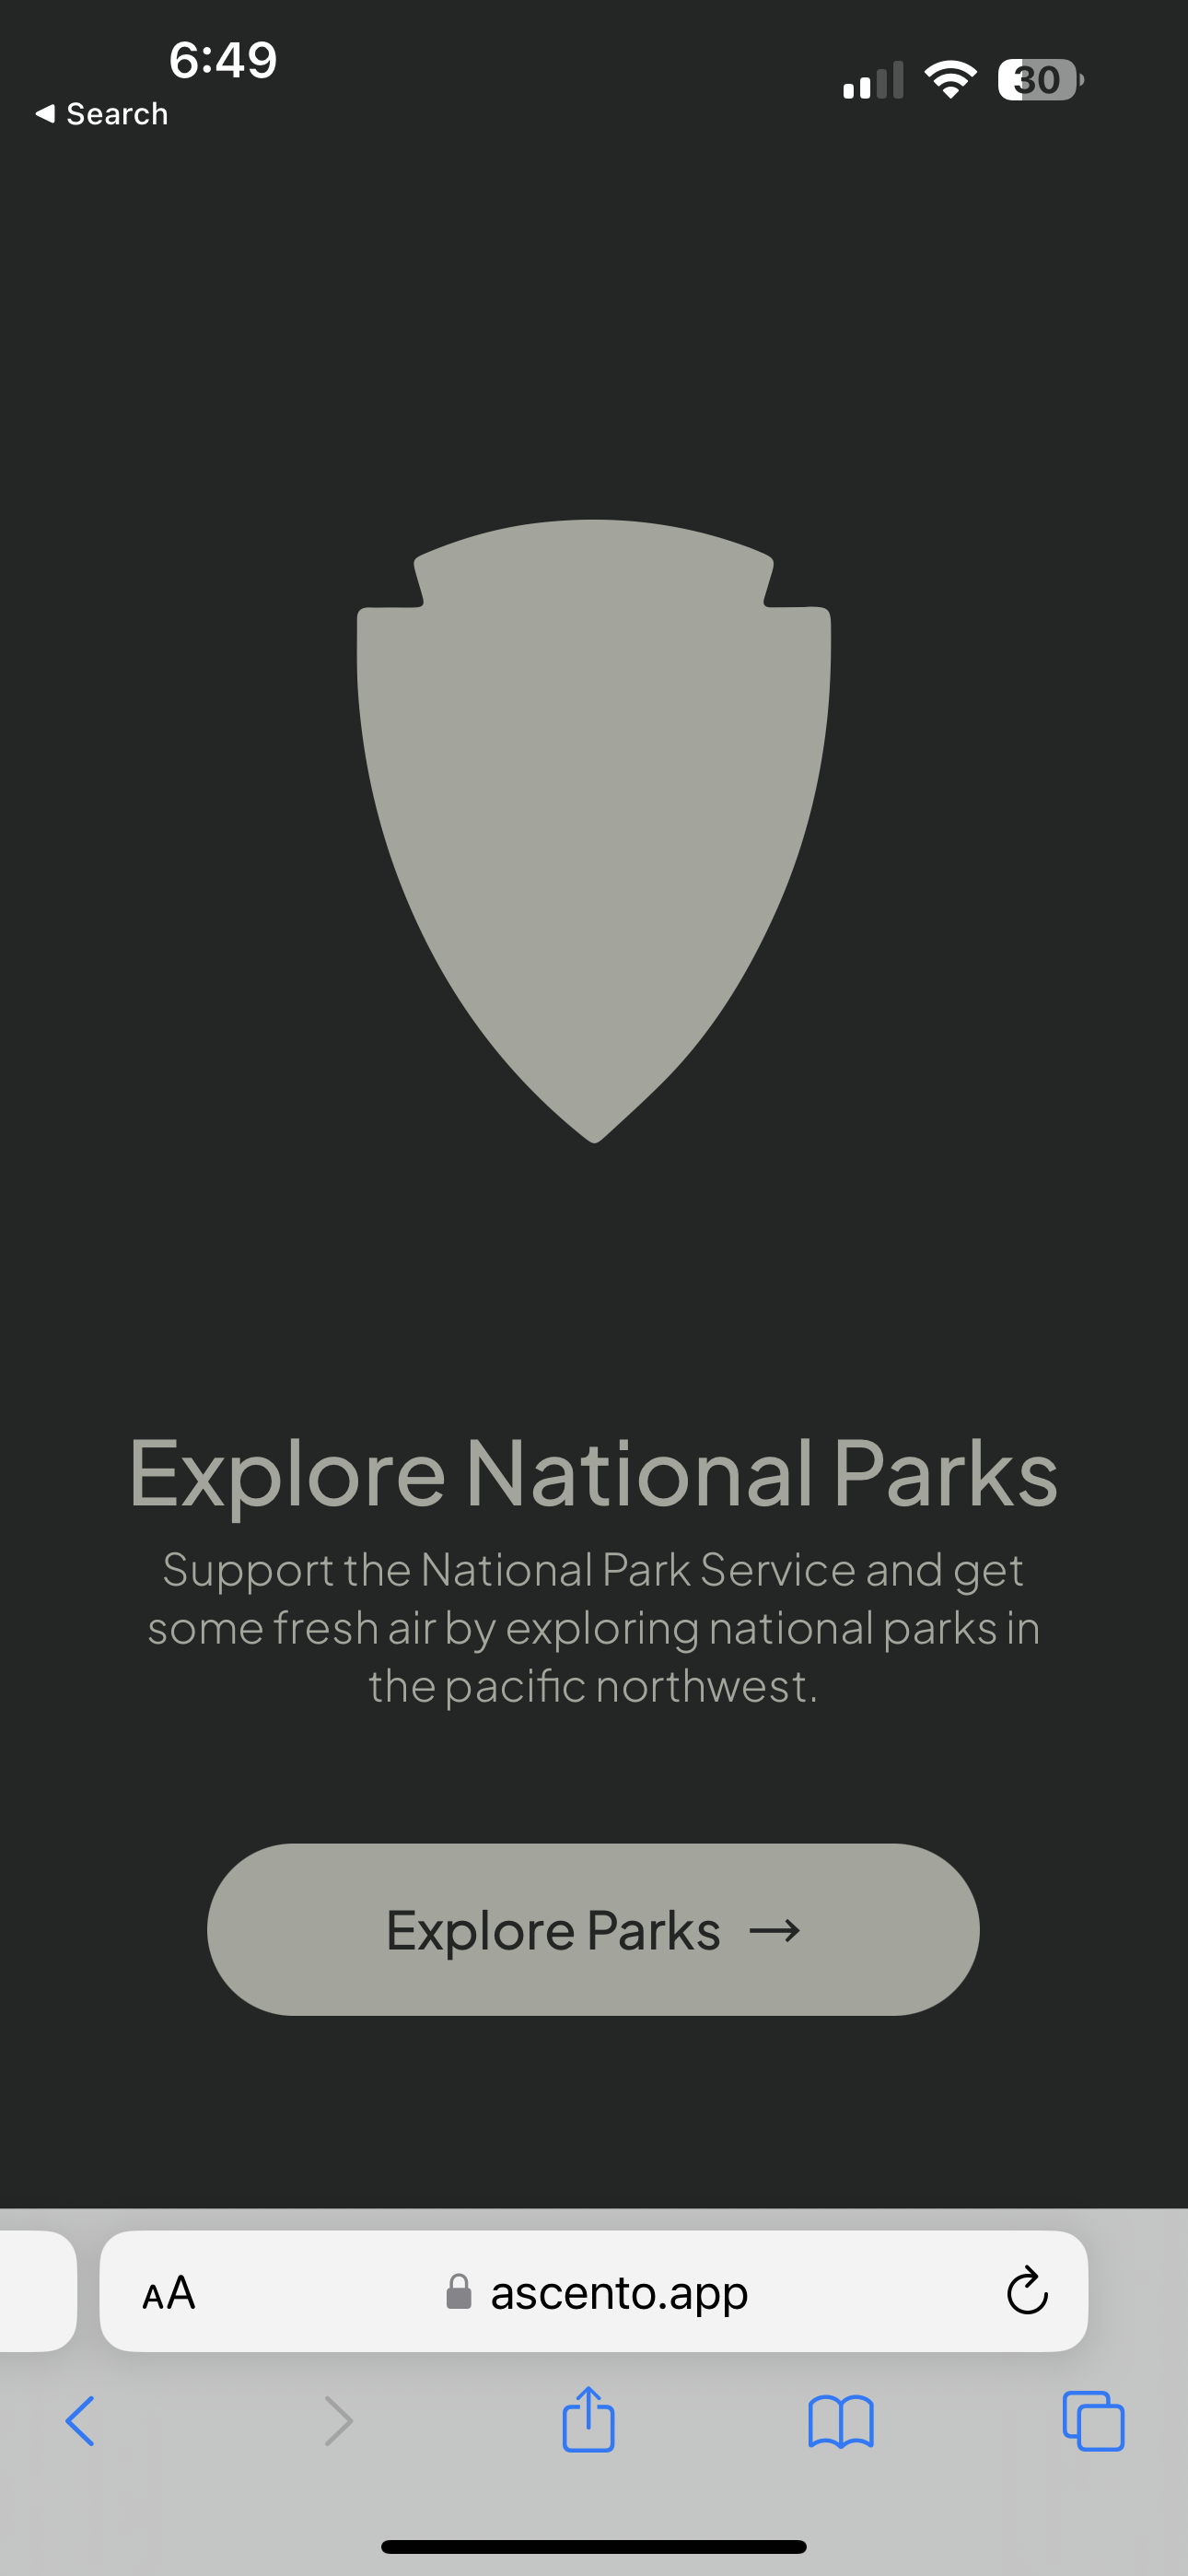 6:49
30
Search
Explore National Parks
Support the National Park Service and get
some fresh air by exploring national parks in
the pacific northwest.
Explore Parks →
AA
ascento.app